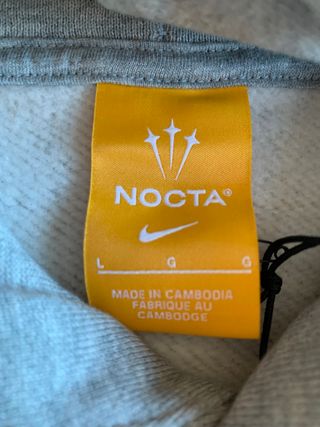 NOCTA®
L G G
MADE IN CAMBODIA
FABRIQUE AU
CAMBODGE